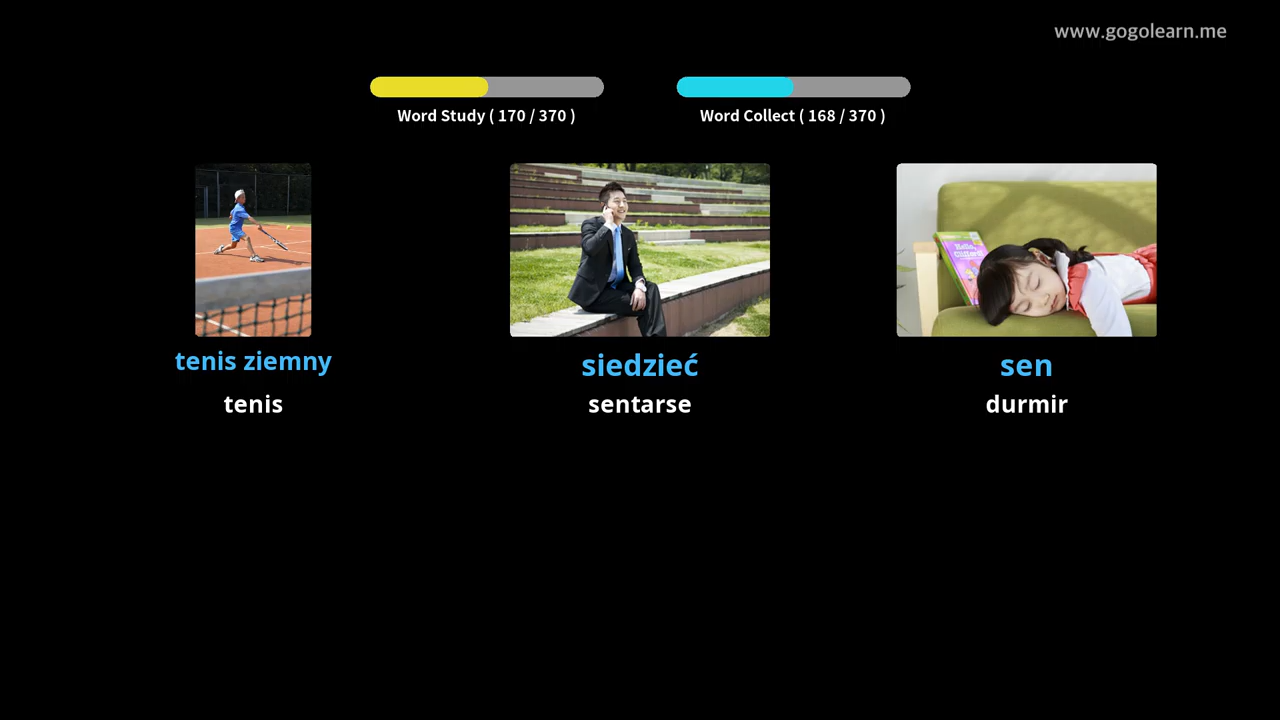 www.gogolearn.me
Word Study ( 170 / 370 )
Word Collect ( 168 / 370 )
tenis ziemny
siedzieć
sen
tenis
sentarse
durmir